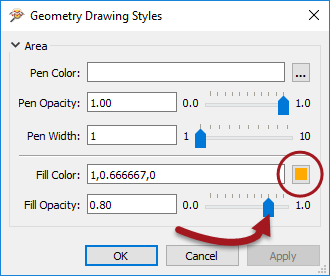 Geometry Drawing Styles
Area
Pen Color: ...
Pen Opacity: 1.00 0.0 1.0
Pen Width: 1 1 10
Fill Color: 1,0.666667,0
Fill Opacity: 0.80 0.0 1.0
OK Cancel Apply